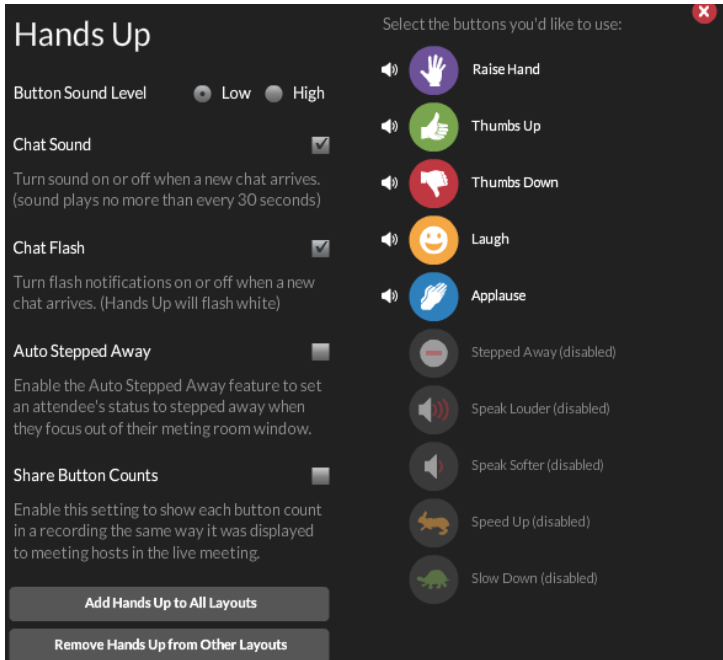 Hands Up
Button Sound Level Low High
Chat Sound
Turn sound on or off when a new chat arrives.
(sound plays no more than every 30 seconds)
Chat Flash
Turn flash notifications on or off when a new
chat arrives. (Hands Up will flash white)
Auto Stepped Away
Enable the Auto Stepped Away feature to set
an attendee's status to stepped away when
they focus out of their meting room window.
Share Button Counts
Enable this setting to show each button count
in a recording the same way it was displayed
to meeting hosts in the live meeting.
Add Hands Up to All Layouts
Remove Hands Up from Other Layouts
Select the buttons you'd like to use:
Raise Hand
Thumbs Up
Thumbs Down
Laugh
Applause
Stepped Away (disabled)
Speak Louder (disabled)
Speak Softer (disabled)
Speed Up (disabled)
Slow Down (disabled)